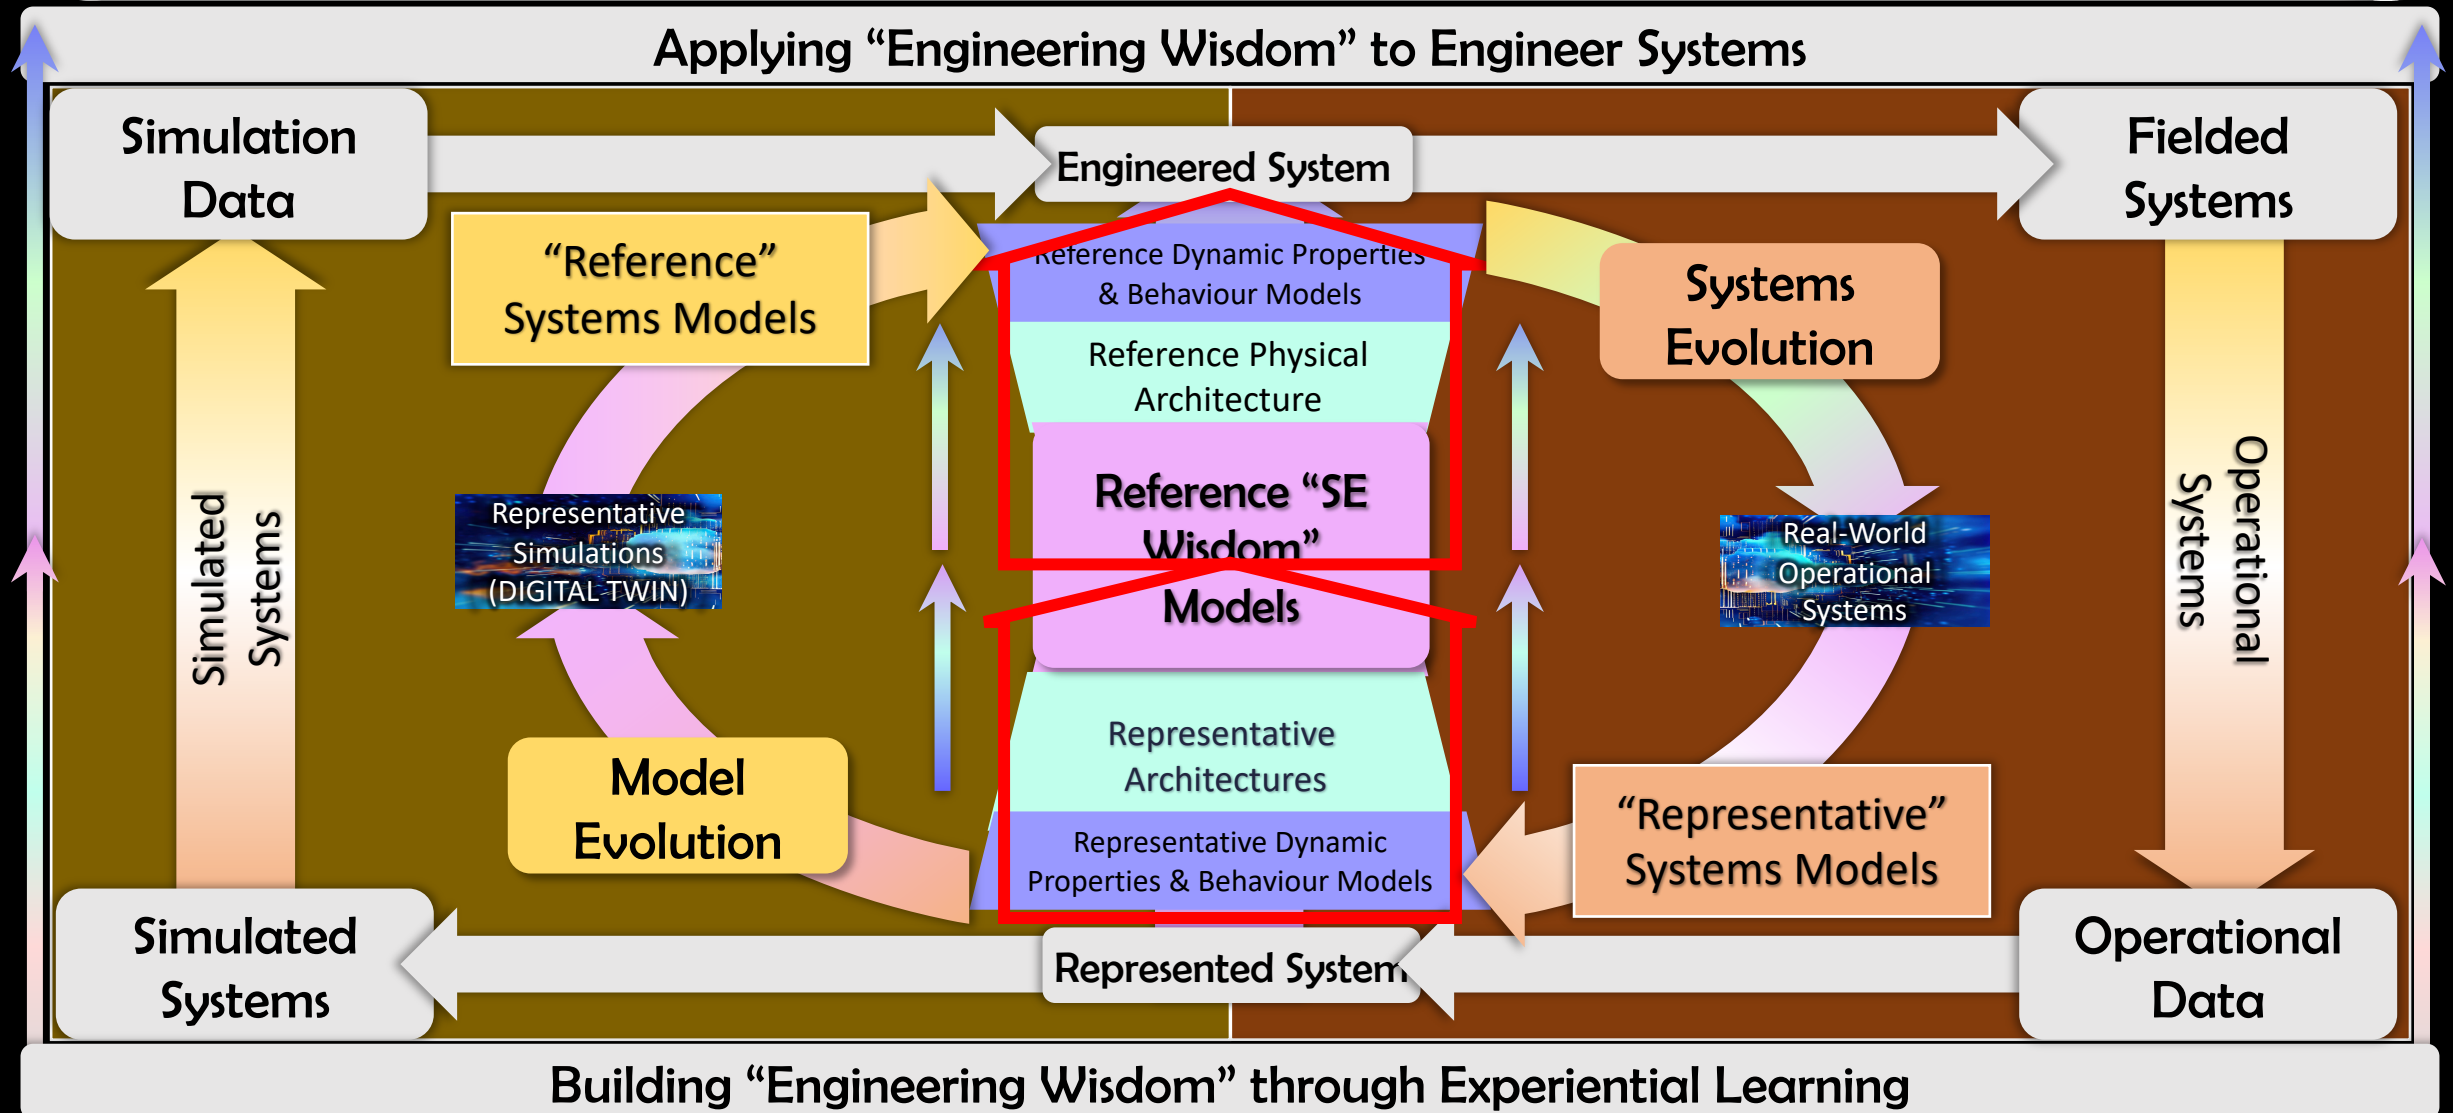 Applying “Engineering Wisdom” to Engineer Systems
Simulation
Data
Engineered System
Fielded
Systems
“Reference”
Systems Models
Reference Dynamic Properties
& Behaviour Models
Systems
Evolution
Reference Physical
Architecture
Simulated
Systems
Representative
Simulations
(DIGITAL TWIN)
Reference “SE
Wisdom”
Models
Real-World
Operational
Systems
Operational
Systems
Model
Evolution
Representative
Architectures
“Representative”
Systems Models
Representative Dynamic
Properties & Behaviour Models
Simulated
Systems
Represented System
Operational
Data
Building “Engineering Wisdom” through Experiential Learning